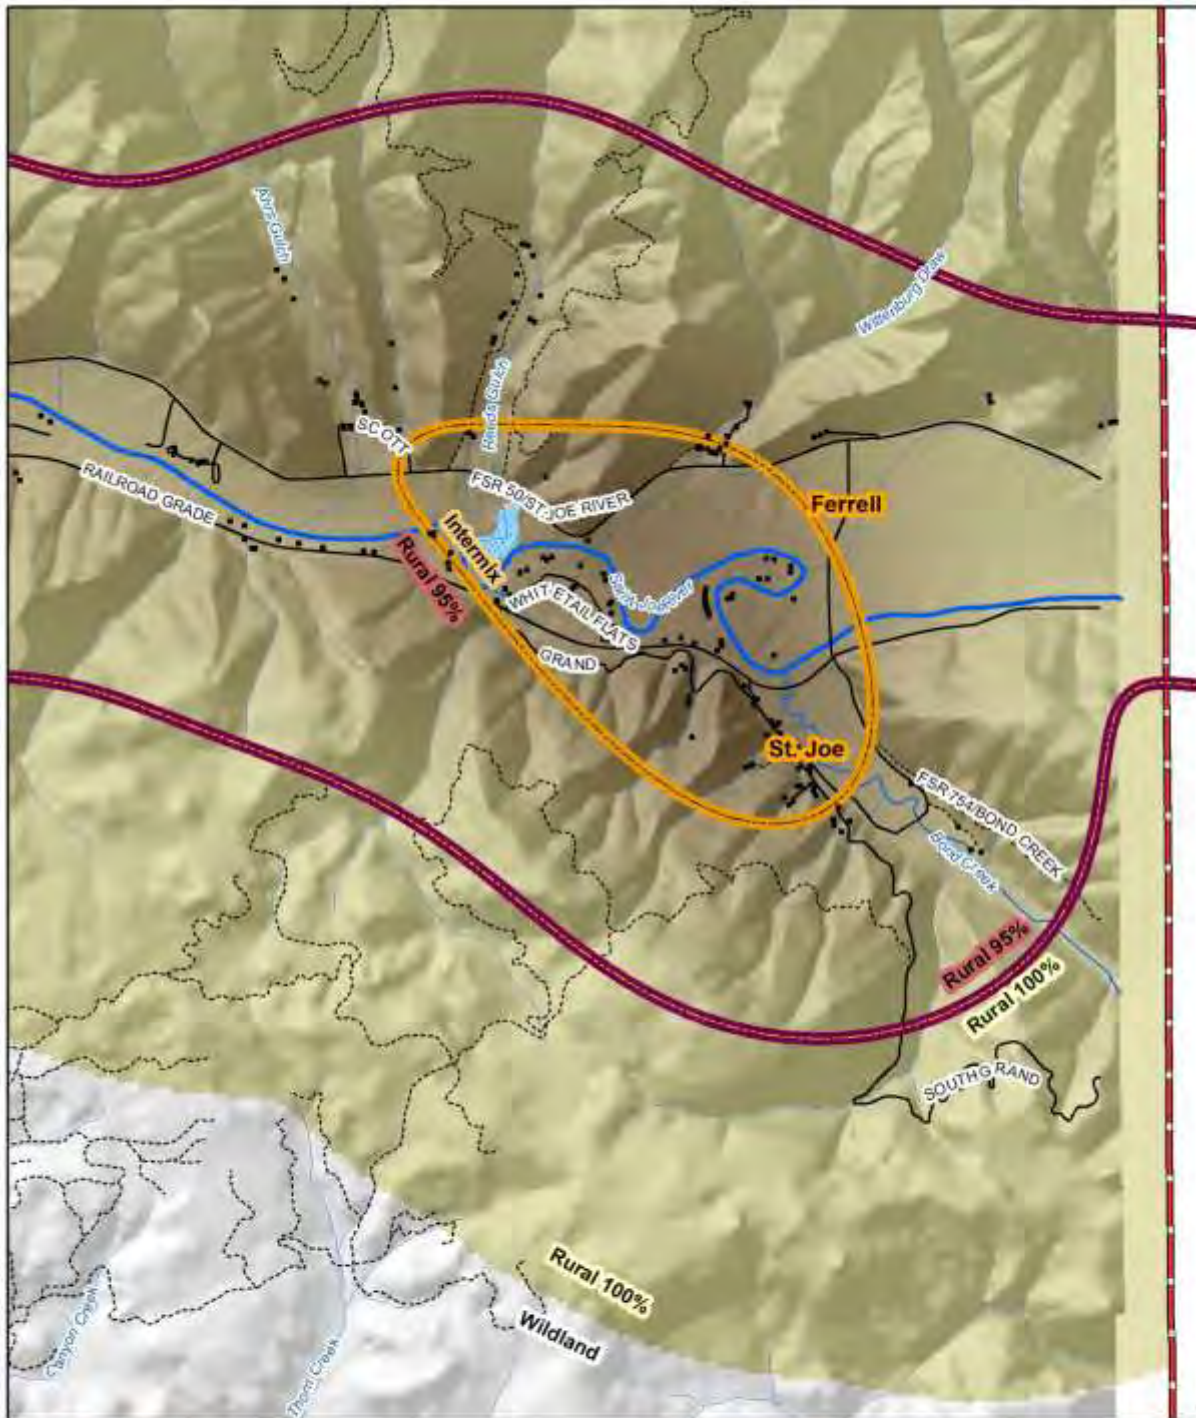 Ahrs Gulch
Wittenburg Draw
Renda Gulch
SCOTT
RAILROAD GRADE
FSR 50/ST. JOE RIVER
Ferrell
Intermix
Rural 95%
WHITETAIL FLATS
GRAND
St. Joe
FSR 754/BOND CREEK
Bond Creek
Rural 95%
Rural 100%
SOUTH GRAND
Rural 100%
Wildland
Canyon Creek
Thorn Creek